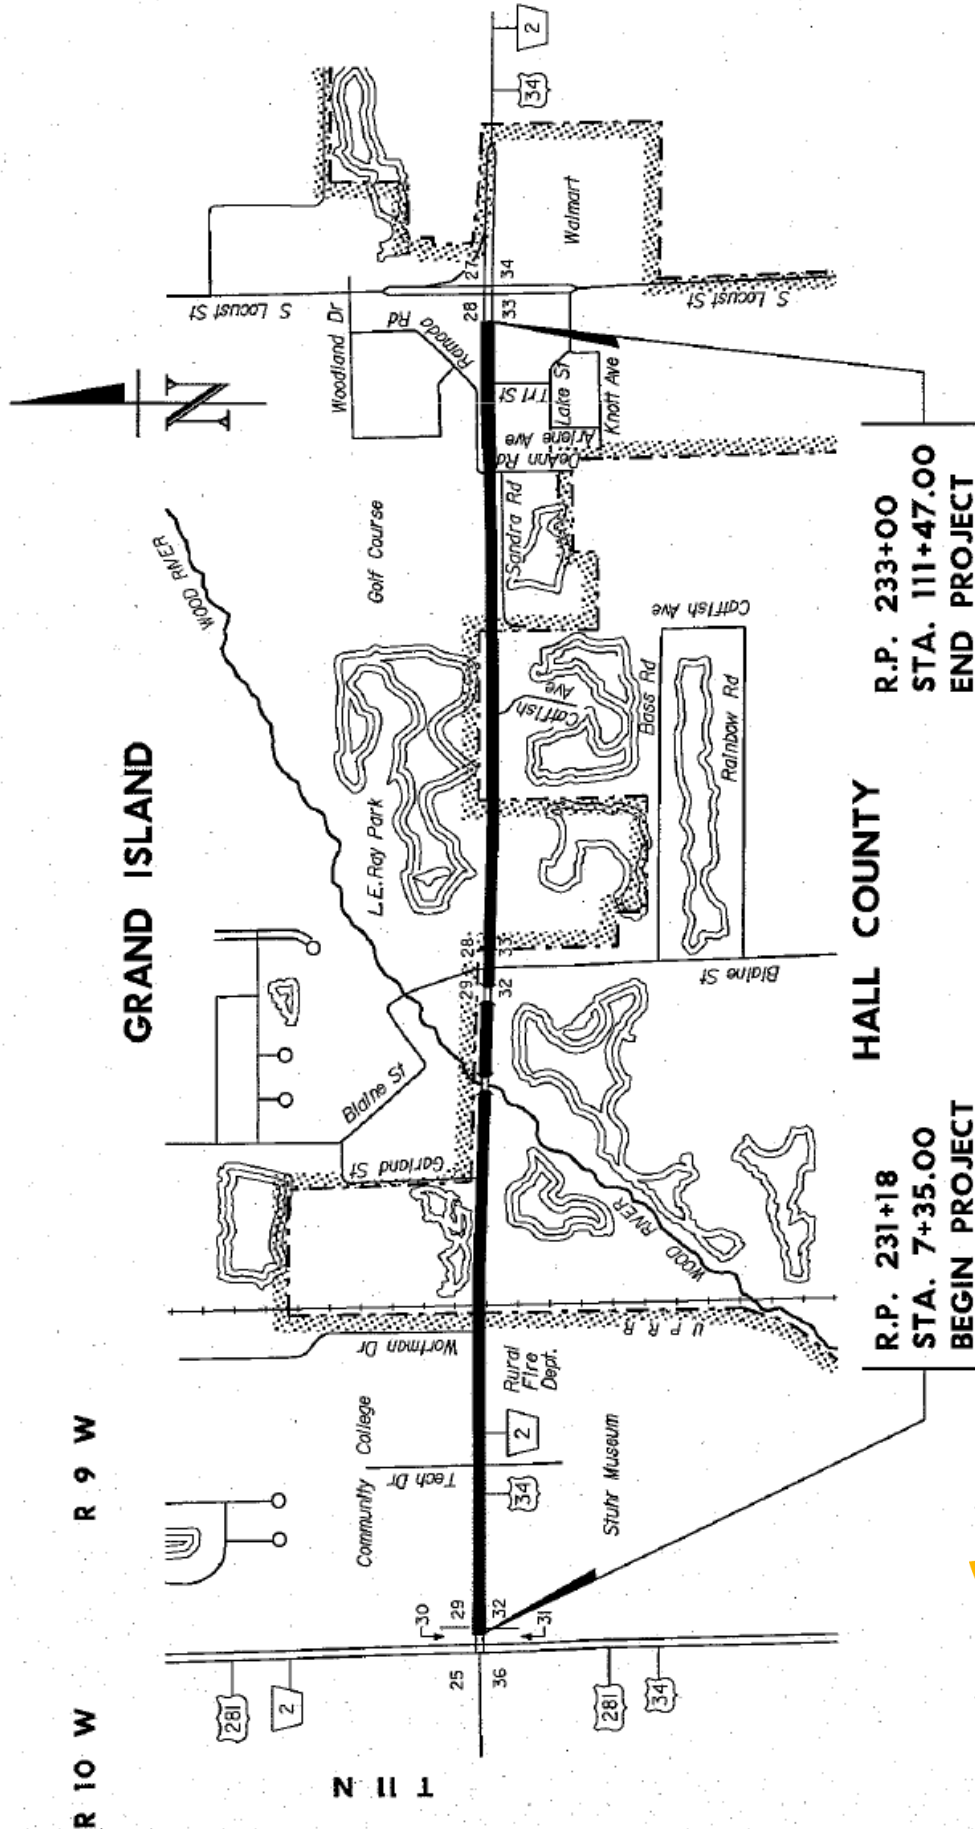 GRAND ISLAND
R 10 W
R 9 W
T 11 N
HALL COUNTY
WOOD RIVER
S Locust St
Woodland Dr
Ramada Rd
Golf Course
L.E. Ray Park
Blaine St
Garland St
Wortman Dr
Community College
Tech Dr
281
2
30
29
25
36
32
31
34
2
Stuhr Museum
Rural
Fire
Dept.
U P R R
WOOD RIVER
29
28
32
33
Blaine St
Catfish
Ave
Bass Rd
Rainbow Rd
Catfish Ave
Sandra Rd
DeAnn Rd
Arlene Ave
Tri St
Lake St
Knott Ave
28
27
33
34
Walmart
S Locust St
34
2
281
34
R.P. 231+18
STA. 7+35.00
BEGIN PROJECT
R.P. 233+00
STA. 111+47.00
END PROJECT
N